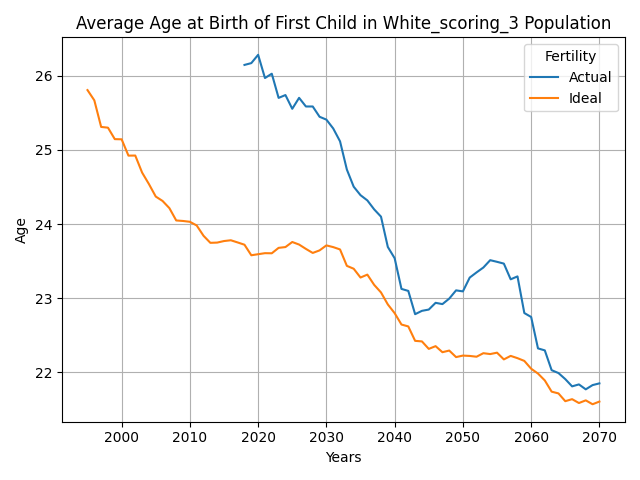 Average Age at Birth of First Child in White_scoring_3 Population
Fertility
Actual
Ideal
Age
26
25
24
23
22
2000 2010 2020 2030 2040 2050 2060 2070
Years